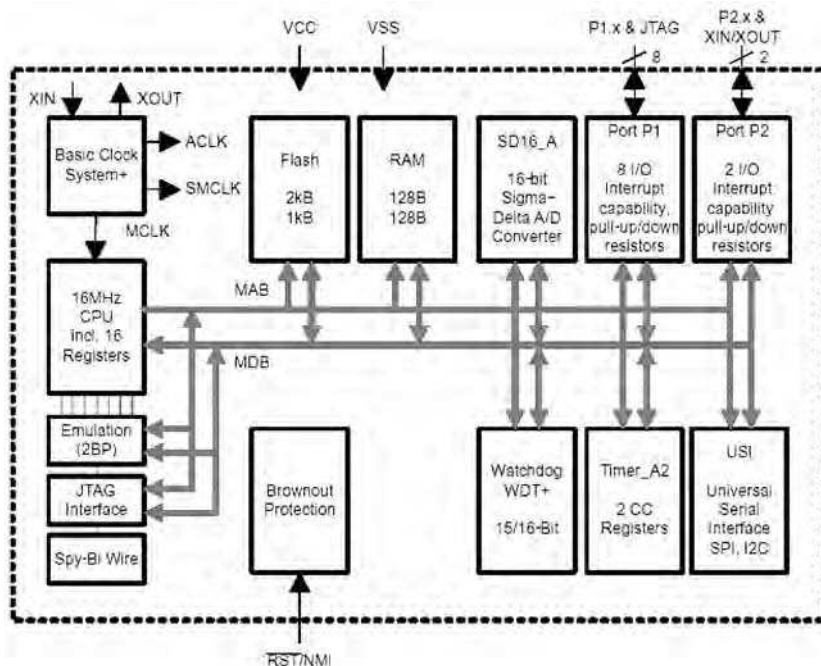 VCC
VSS
P1.x & JTAG
P2.x &
XIN/XOUT
8
2
XIN
XOUT
Basic Clock
System+
ACLK
SMCLK
MCLK
Flash
2kB
1kB
RAM
128B
128B
SD16_A
16-bit
Sigma-
Delta A/D
Converter
Port P1
8 I/O
Interrupt
capability,
pull-up/down
resistors
Port P2
2 I/O
Interrupt
capability
pull-up/down
resistors
16MHz
CPU
incl. 16
Registers
MAB
MDB
Emulation
(2BP)
JTAG
Interface
Spy-Bi Wire
Brownout
Protection
Watchdog
WDT+
15/16-Bit
Timer_A2
2 CC
Registers
USI
Universal
Serial
Interface
SPI, I2C
RST/NMI